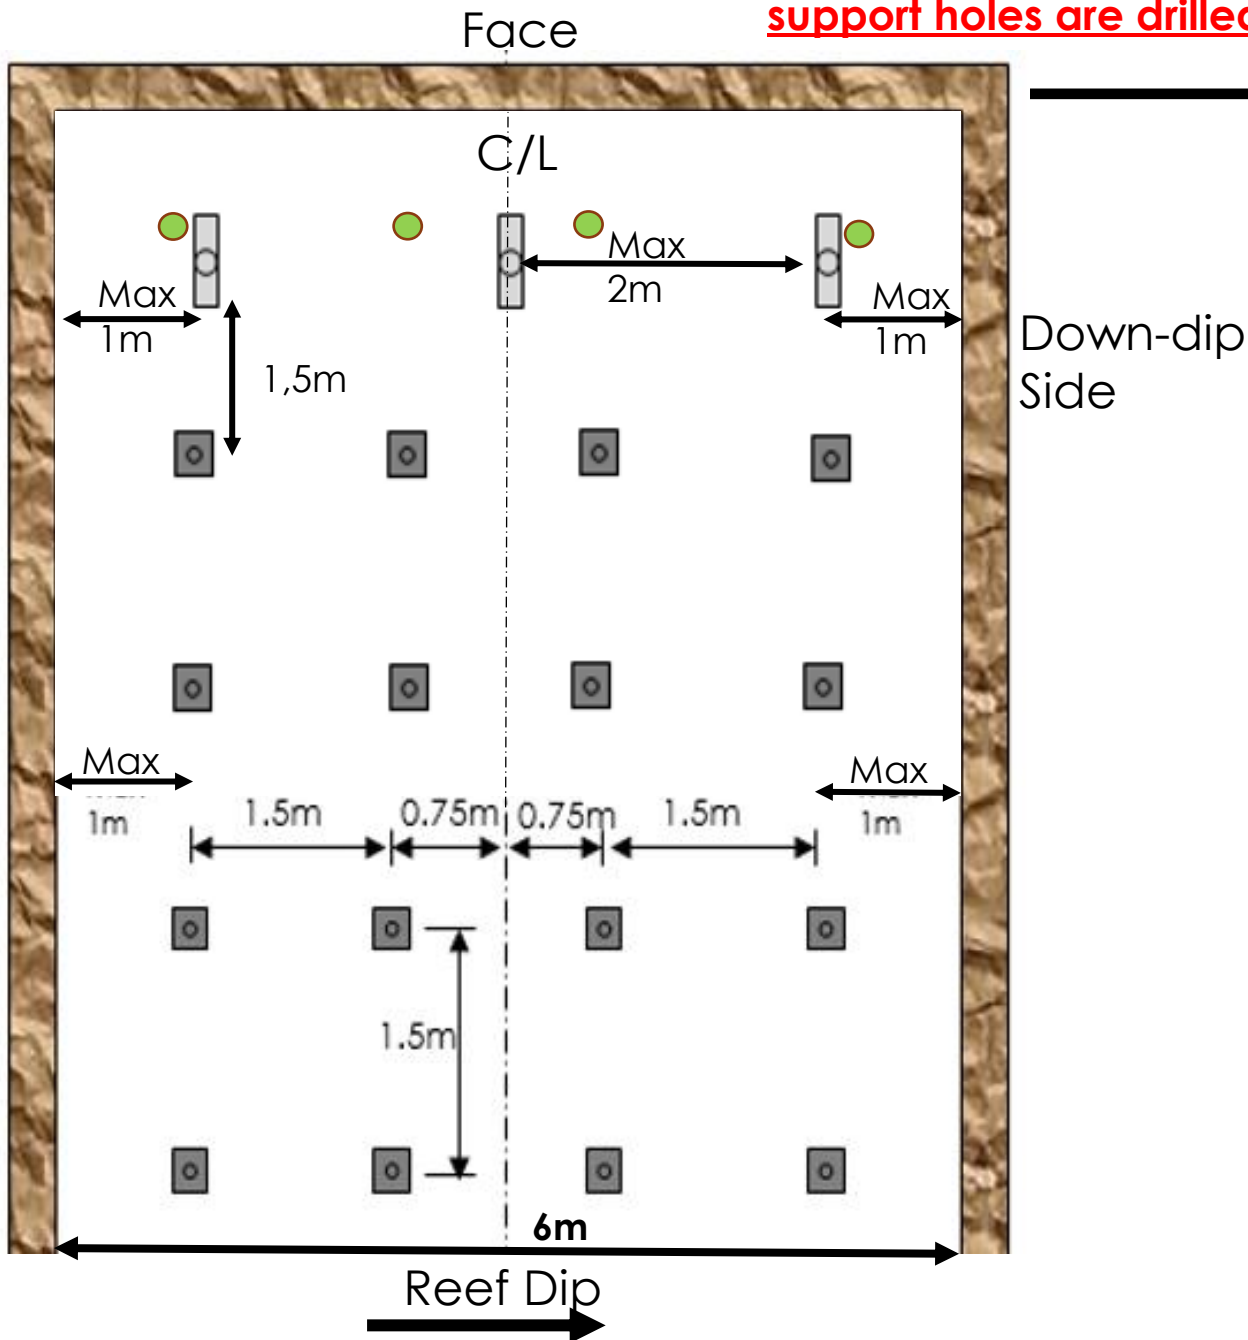 support holes are drilled
Face
C/L
Max
2m
Max
1m
Max
1m
1,5m
Down-dip
Side
Max
1m
Max
1m
1.5m
0.75m
0.75m
1.5m
1.5m
6m
Reef Dip